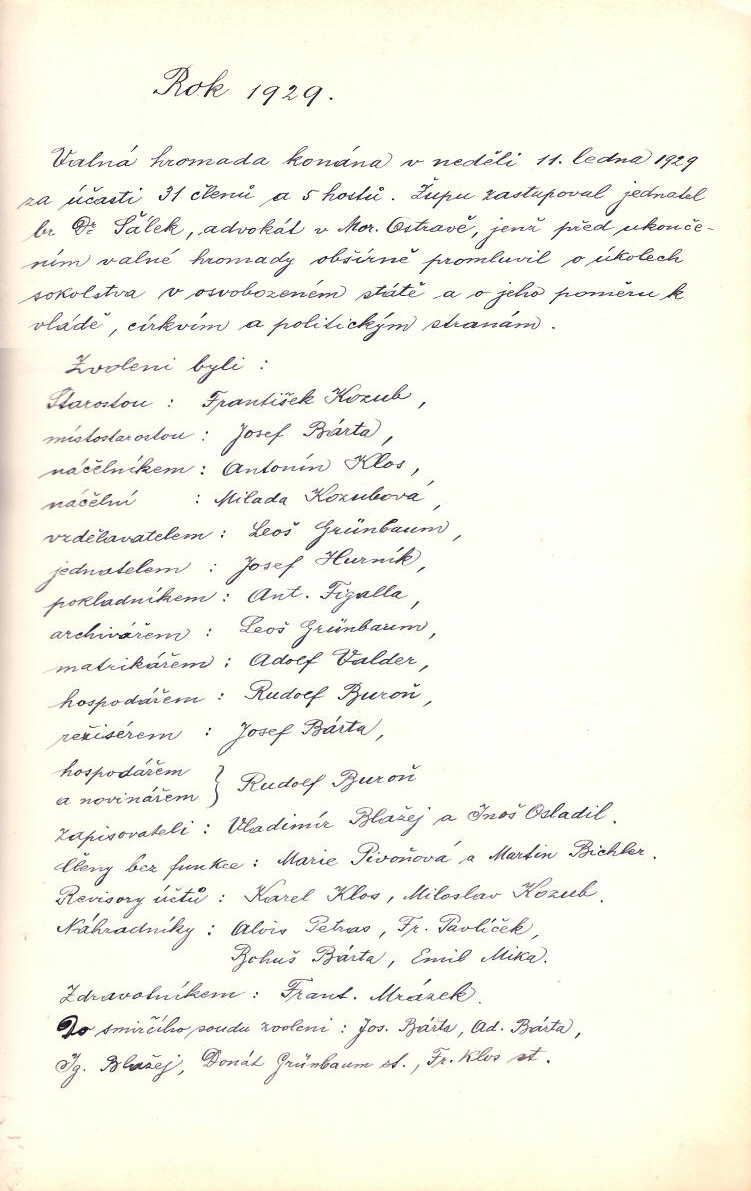 Rok 1929.
Valná hromada konána v neděli 11. ledna 1929
za účasti 31 členů a 5 hostů. Župu zastupoval jednatel
br Dr Šálek, advokát v Mor. Ostravě, jenž před ukonče-
ním valné hromady obšírně promluvil o úkolech
sokolstva v osvobozeném státě a o jeho poměru k
vládě, církvím a politickým stranám.
Zvoleni byli :
Starostou : František Kozub,
místostarostou : Josef Bárta,
náčelníkem : Antonín Klos,
náčelní : Milada Kozubová,
vzdělavatelem : Leoš Grünbaum,
jednatelem : Josef Hurník,
pokladníkem : Ant. Figalla,
archivářem : Leoš Grünbaum,
matrikářem : Adolf Valder,
hospodářem : Rudolf Buroň,
režisérem : Josef Bárta,
hospodářem
a novinářem } Rudolf Buroň
zapisovateli : Vladimír Blažej a Inoš Osladil.
Členy bez funkce : Marie Pivoňová a Martin Bichler.
Revisory účtů : Karel Klos, Miloslav Kozub.
Náhradníky : Alois Petras, Fr. Pavlíček,
Bohuš Bárta, Emil Mika.
Zdravotníkem : Frant. Mrázek.
Do smírčího soudu zvoleni : Jos. Bárta, Ad. Bárta,
Ig. Blažej, Donát Grünbaum st., Fr. Klos st.